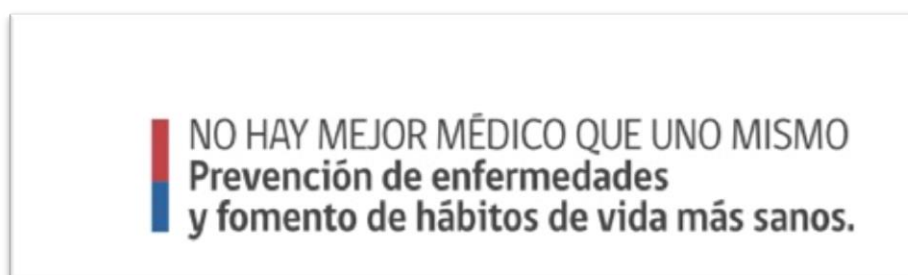 NO HAY MEJOR MÉDICO QUE UNO MISMO
Prevención de enfermedades
y fomento de hábitos de vida más sanos.